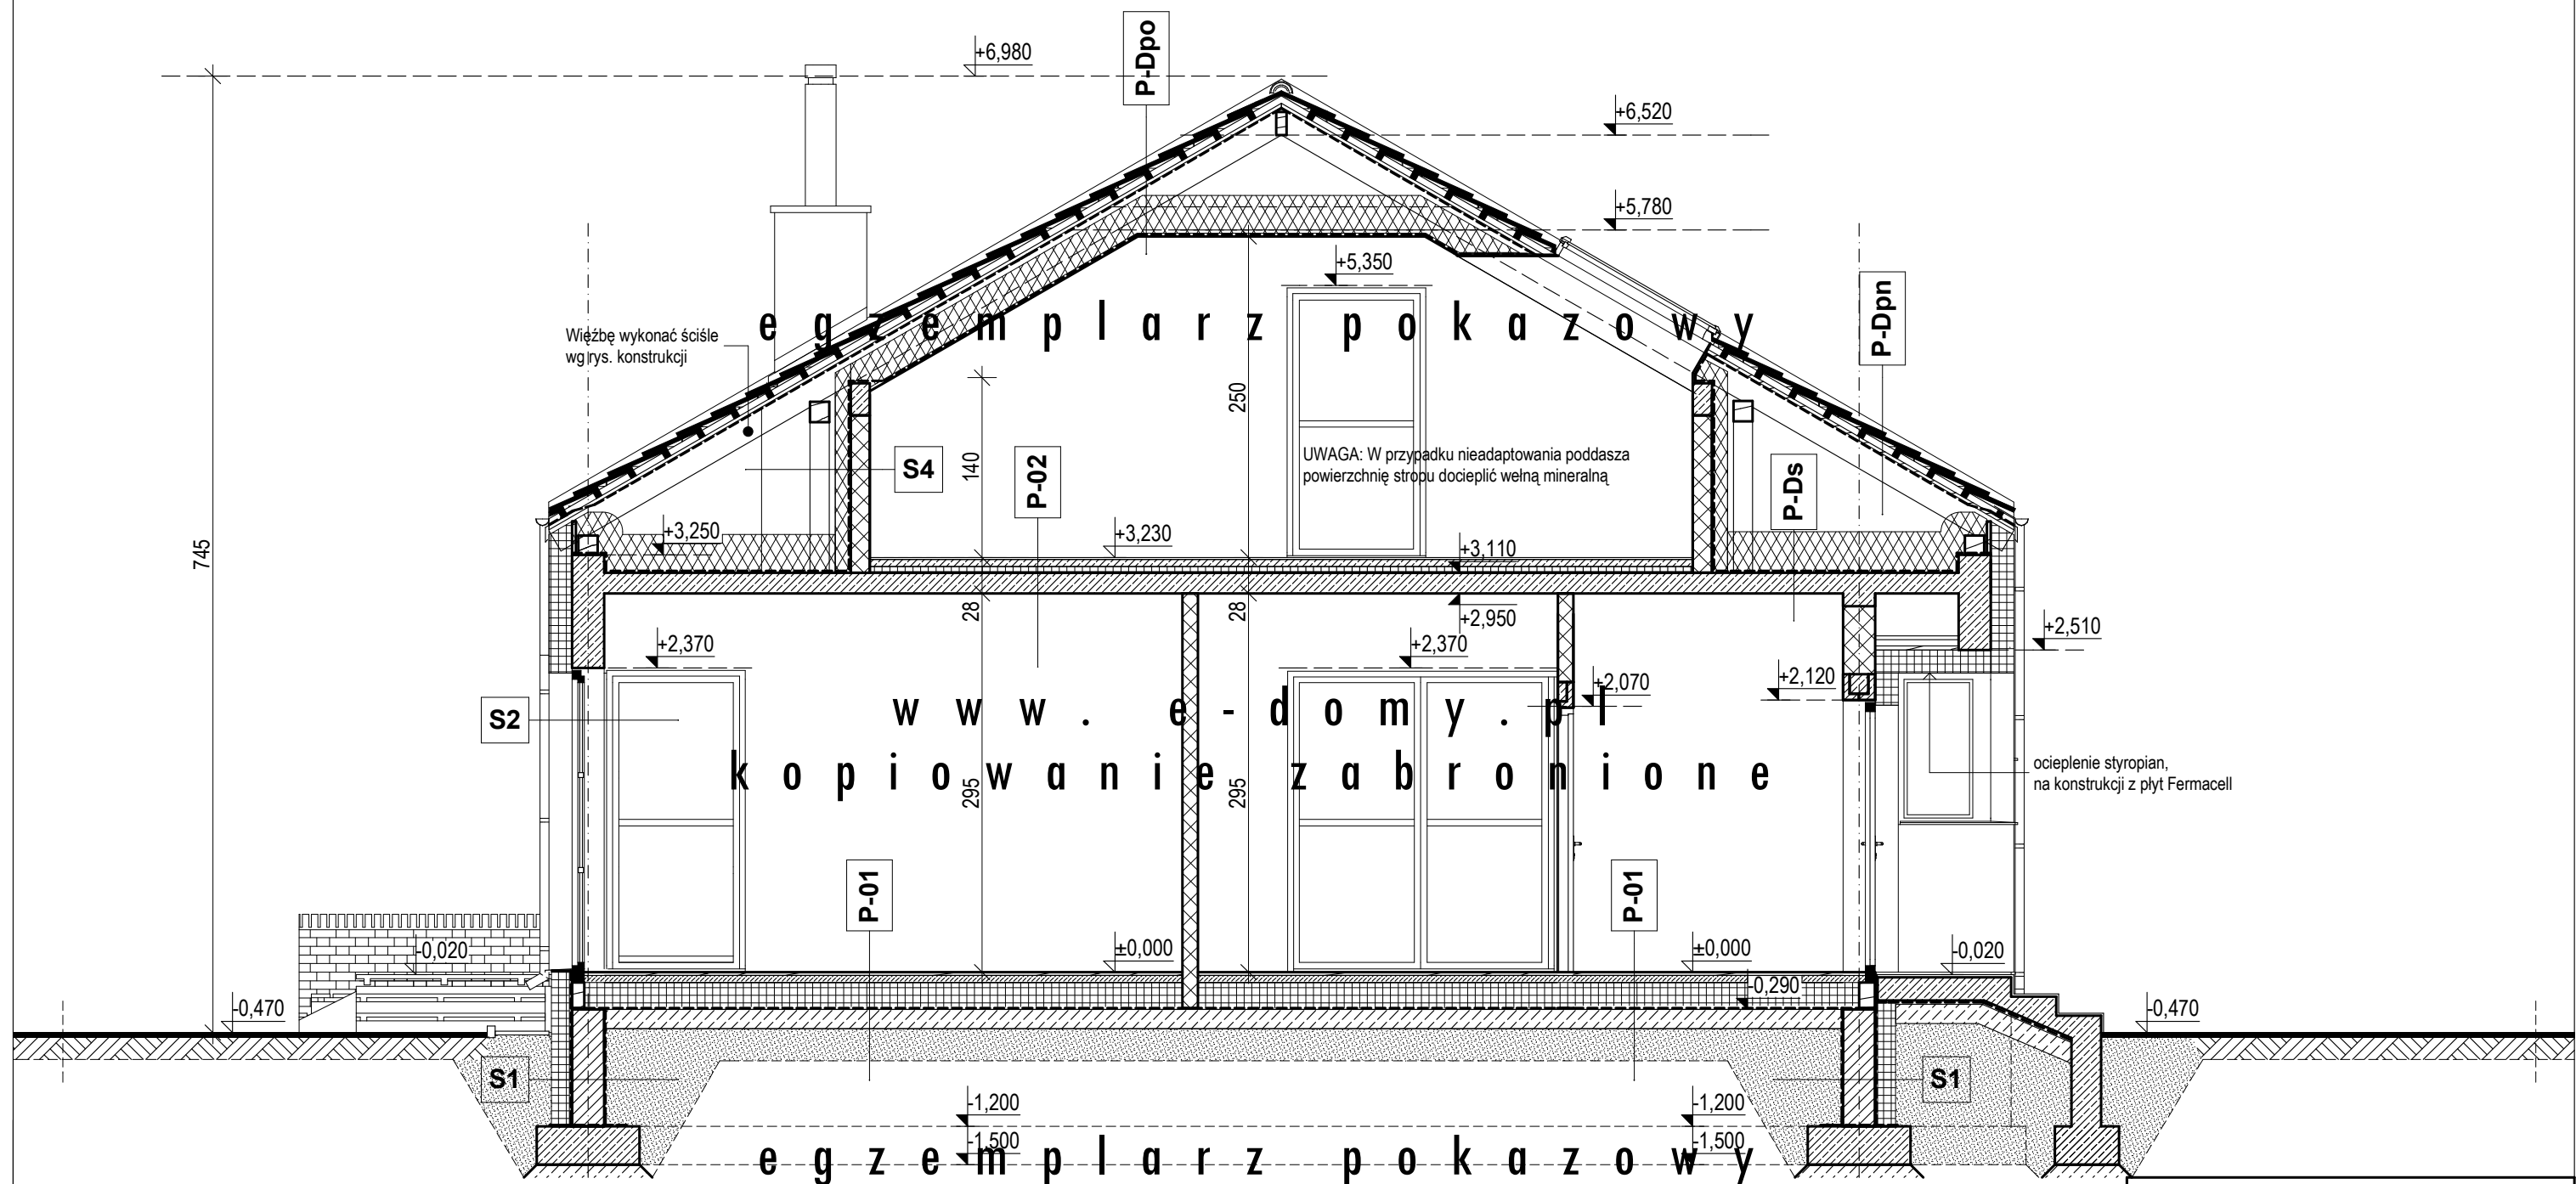 +6,980
P-Dpo
+6,520
+5,780
+5,350
e g z e m p l a r z p o k a z o w y
P-Dpn
Więźbę wykonać ściśle
wg rys. konstrukcji
250
140
S4
P-02
UWAGA: W przypadku nieadaptowania poddasza
powierzchnię stropu docieplić wełną mineralną
P-Ds
745
+3,250
+3,230
+3,110
28
28
+2,950
+2,510
+2,370
+2,370
+2,070
+2,120
S2
w w w . e - d o m y . p l
k o p i o w a n i e z a b r o n i o n e
295
295
ocieplenie styropian,
na konstrukcji z płyt Fermacell
P-01
P-01
-0,020
±0,000
±0,000
-0,020
-0,290
-0,470
-0,470
S1
S1
-1,200
-1,200
-1,500
-1,500
e g z e m p l a r z p o k a z o w y